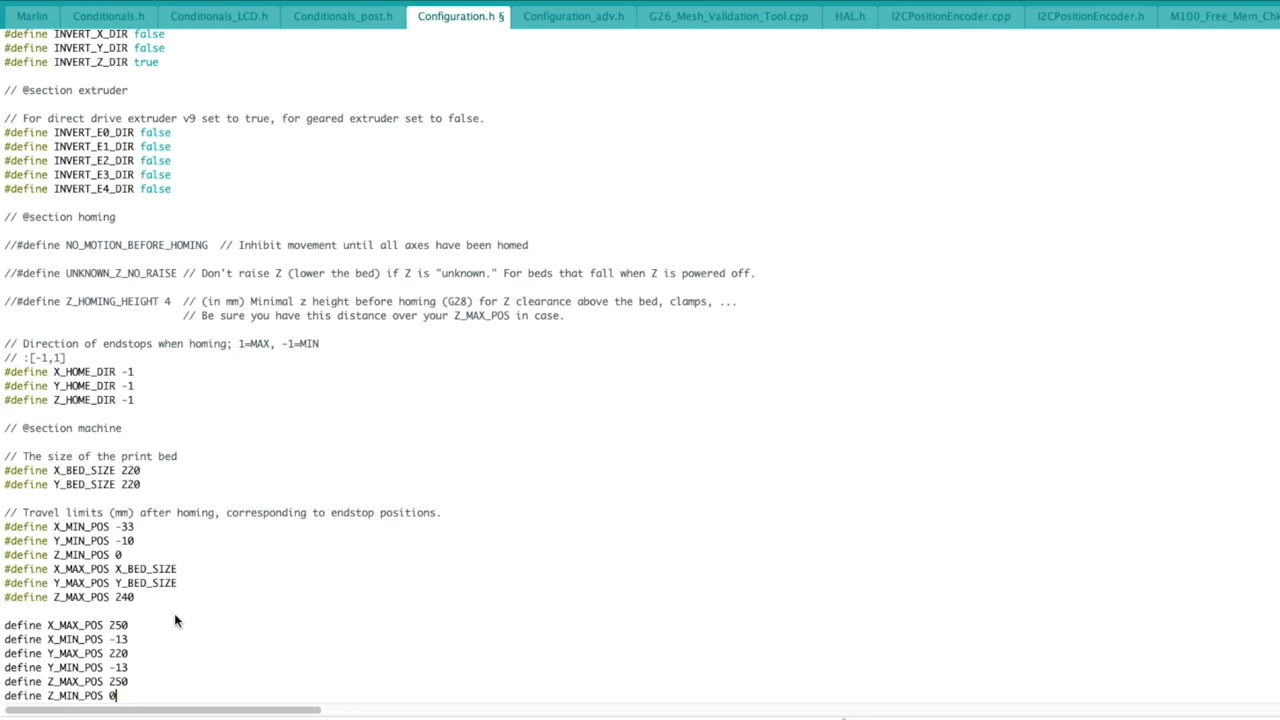 Marlin Conditionals.h Conditionals_LCD.h Conditionals_post.h Configuration.h § Configuration_adv.h G26_Mesh_Validation_Tool.cpp HAL.h I2CPositionEncoder.cpp I2CPositionEncoder.h M100_Free_Mem_Chk
#define INVERT_X_DIR false
#define INVERT_Y_DIR false
#define INVERT_Z_DIR true
// @section extruder
// For direct drive extruder v9 set to true, for geared extruder set to false.
#define INVERT_E0_DIR false
#define INVERT_E1_DIR false
#define INVERT_E2_DIR false
#define INVERT_E3_DIR false
#define INVERT_E4_DIR false
// @section homing
//#define NO_MOTION_BEFORE_HOMING  // Inhibit movement until all axes have been homed
//#define UNKNOWN_Z_NO_RAISE // Don't raise Z (lower the bed) if Z is "unknown." For beds that fall when Z is powered off.
//#define Z_HOMING_HEIGHT 4  // (in mm) Minimal z height before homing (G28) for Z clearance above the bed, clamps, ...
// Be sure you have this distance over your Z_MAX_POS in case.
// Direction of endstops when homing; 1=MAX, -1=MIN
// :[-1,1]
#define X_HOME_DIR -1
#define Y_HOME_DIR -1
#define Z_HOME_DIR -1
// @section machine
// The size of the print bed
#define X_BED_SIZE 220
#define Y_BED_SIZE 220
// Travel limits (mm) after homing, corresponding to endstop positions.
#define X_MIN_POS -33
#define Y_MIN_POS -10
#define Z_MIN_POS 0
#define X_MAX_POS X_BED_SIZE
#define Y_MAX_POS Y_BED_SIZE
#define Z_MAX_POS 240
define X_MAX_POS 250
define X_MIN_POS -13
define Y_MAX_POS 220
define Y_MIN_POS -13
define Z_MAX_POS 250
define Z_MIN_POS 0